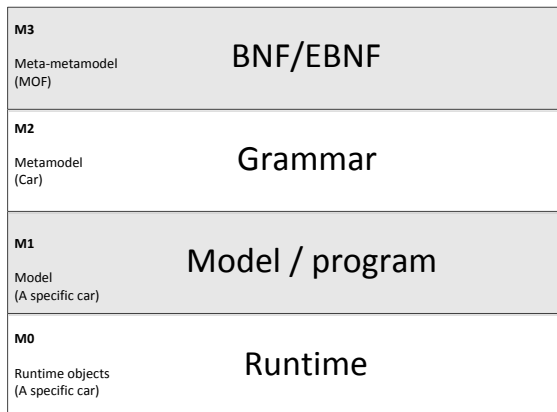 M3
Meta-metamodel
(MOF)
BNF/EBNF
M2
Metamodel
(Car)
Grammar
M1
Model
(A specific car)
Model / program
M0
Runtime objects
(A specific car)
Runtime